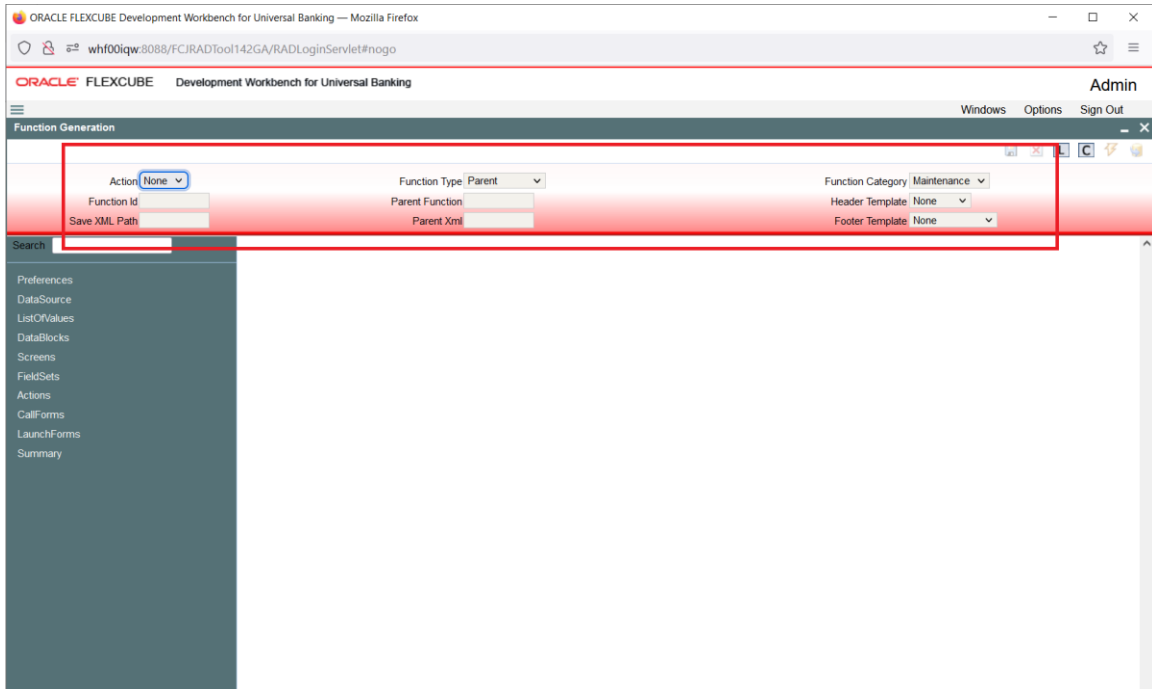 ORACLE FLEXCUBE Development Workbench for Universal Banking — Mozilla Firefox
whf00iqw:8088/FCJRADTool142GA/RADLoginServlet#nogo
ORACLE FLEXCUBE Development Workbench for Universal Banking Admin
Windows Options Sign Out
Function Generation
L C
Action None Function Type Parent Function Category Maintenance
Function Id Parent Function Header Template None
Save XML Path Parent Xml Footer Template None
Search
Preferences
DataSource
ListOfValues
DataBlocks
Screens
FieldSets
Actions
CallForms
LaunchForms
Summary